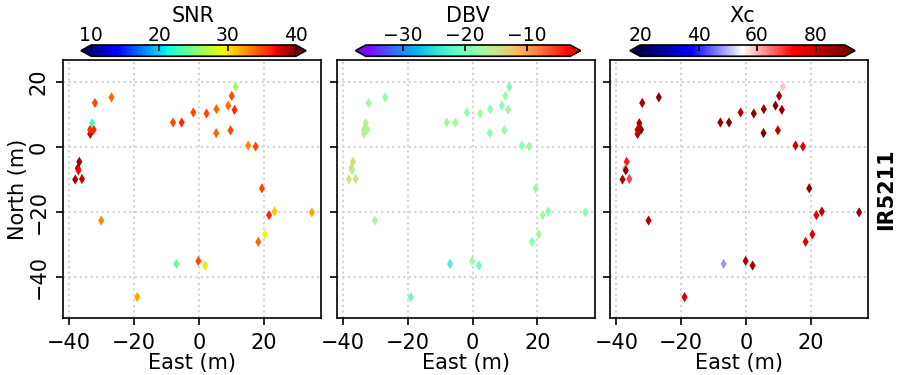 SNR DBV Xc
10 20 30 40 −30 −20 −10 20 40 60 80
20
0
−20
−40
North (m)
−40 −20 0 20 −40 −20 0 20 −40 −20 0 20
East (m) East (m) East (m)
IR5211